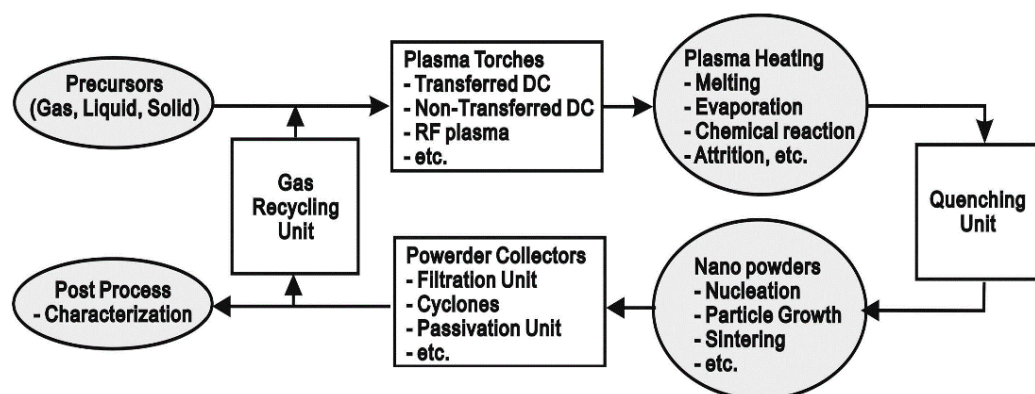 Precursors
(Gas, Liquid, Solid)
Plasma Torches
- Transferred DC
- Non-Transferred DC
- RF plasma
- etc.
Plasma Heating
- Melting
- Evaporation
- Chemical reaction
- Attrition, etc.
Gas
Recycling
Unit
Quenching
Unit
Post Process
- Characterization
Powerder Collectors
- Filtration Unit
- Cyclones
- Passivation Unit
- etc.
Nano powders
- Nucleation
- Particle Growth
- Sintering
- etc.